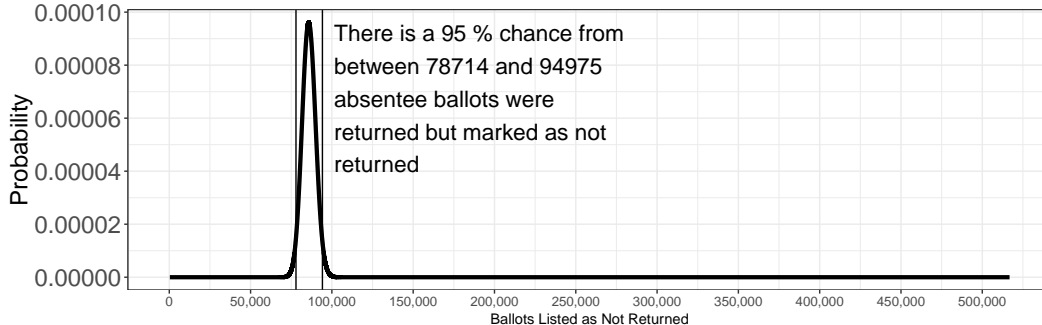 0.00010
0.00008
0.00006
0.00004
0.00002
0.00000
Probability
There is a 95 % chance from
between 78714 and 94975
absentee ballots were
returned but marked as not
returned
0 50,000 100,000 150,000 200,000 250,000 300,000 350,000 400,000 450,000 500,000
Ballots Listed as Not Returned